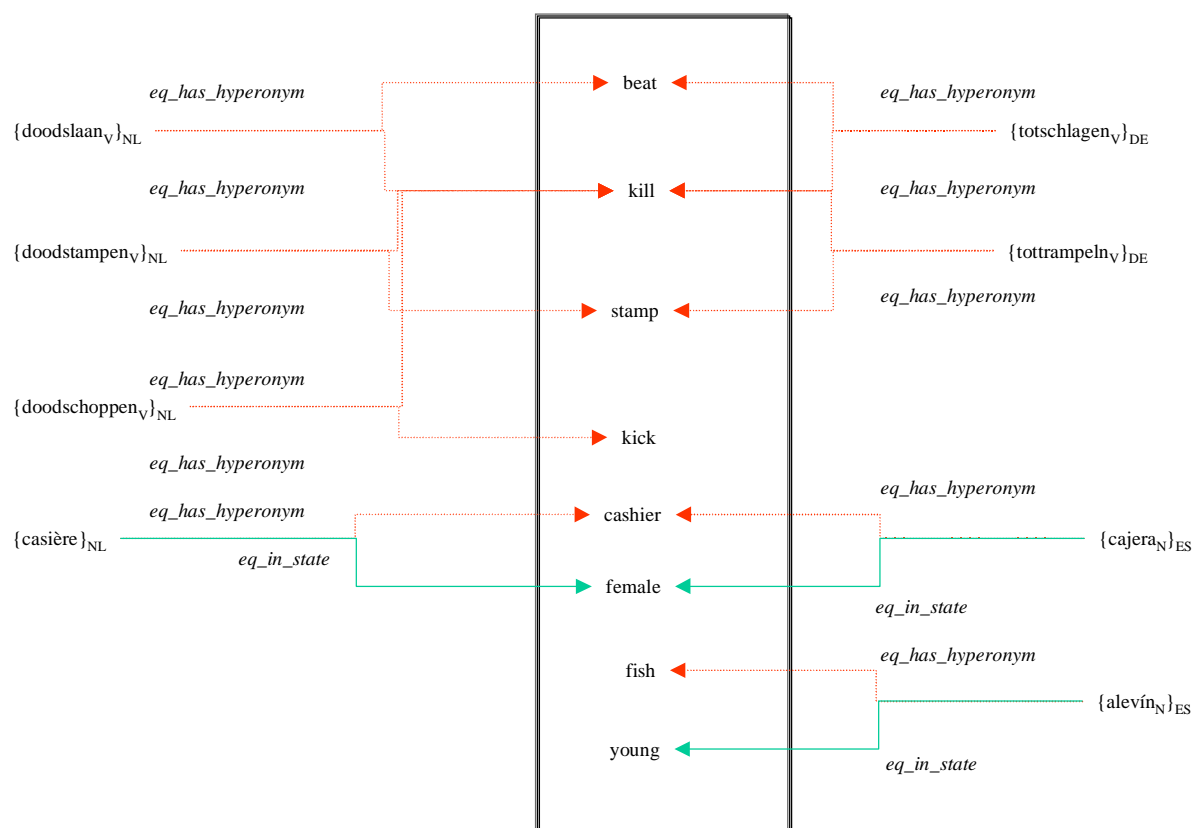 beat
eq_has_hyperonym
eq_has_hyperonym
{doodslaanV}NL
{totschlagenV}DE
eq_has_hyperonym
kill
eq_has_hyperonym
{doodstampenV}NL
{tottrampelnV}DE
eq_has_hyperonym
stamp
eq_has_hyperonym
eq_has_hyperonym
{doodschoppenV}NL
kick
eq_has_hyperonym
eq_has_hyperonym
eq_has_hyperonym
cashier
{casière}NL
{cajeraN}ES
eq_in_state
female
eq_in_state
eq_has_hyperonym
fish
{alevínN}ES
young
eq_in_state